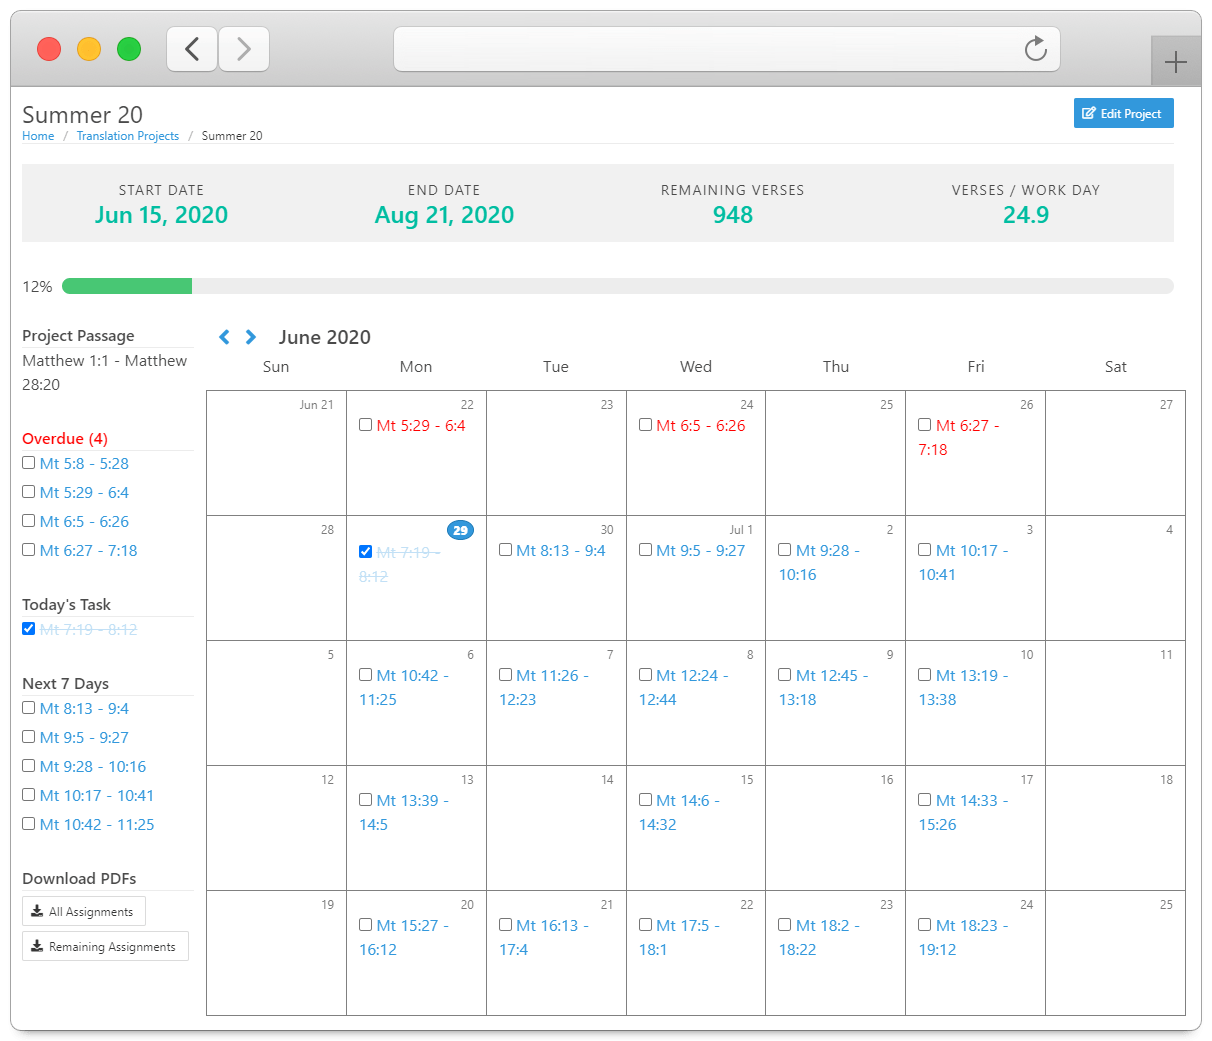 Summer 20
Edit Project
Home / Translation Projects / Summer 20
START DATE
Jun 15, 2020
END DATE
Aug 21, 2020
REMAINING VERSES
948
VERSES / WORK DAY
24.9
12%
Project Passage
Matthew 1:1 - Matthew
28:20
Overdue (4)
Mt 5:8 - 5:28
Mt 5:29 - 6:4
Mt 6:5 - 6:26
Mt 6:27 - 7:18
Today's Task
Mt 7:19 - 8:12
Next 7 Days
Mt 8:13 - 9:4
Mt 9:5 - 9:27
Mt 9:28 - 10:16
Mt 10:17 - 10:41
Mt 10:42 - 11:25
Download PDFs
All Assignments
Remaining Assignments
June 2020
Sun Mon Tue Wed Thu Fri Sat
Jun 21
22
Mt 5:29 - 6:4
23
24
Mt 6:5 - 6:26
25
26
Mt 6:27 -
7:18
27
28
29
Mt 7:19 -
8:12
30
Mt 8:13 - 9:4
Jul 1
Mt 9:5 - 9:27
2
Mt 9:28 -
10:16
3
Mt 10:17 -
10:41
4
5
6
Mt 10:42 -
11:25
7
Mt 11:26 -
12:23
8
Mt 12:24 -
12:44
9
Mt 12:45 -
13:18
10
Mt 13:19 -
13:38
11
12
13
Mt 13:39 -
14:5
14
15
Mt 14:6 -
14:32
16
17
Mt 14:33 -
15:26
18
19
20
Mt 15:27 -
16:12
21
Mt 16:13 -
17:4
22
Mt 17:5 -
18:1
23
Mt 18:2 -
18:22
24
Mt 18:23 -
19:12
25